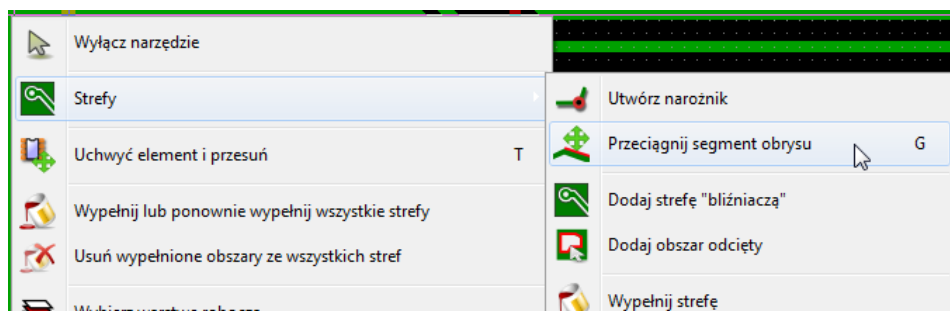 Wyłącz narzędzie
Strefy
Uchwyć element i przesuń T
Wypełnij lub ponownie wypełnij wszystkie strefy
Usuń wypełnione obszary ze wszystkich stref
Utwórz narożnik
Przeciągnij segment obrysu G
Dodaj strefę "bliźniaczą"
Dodaj obszar odcięty
Wypełnij strefę